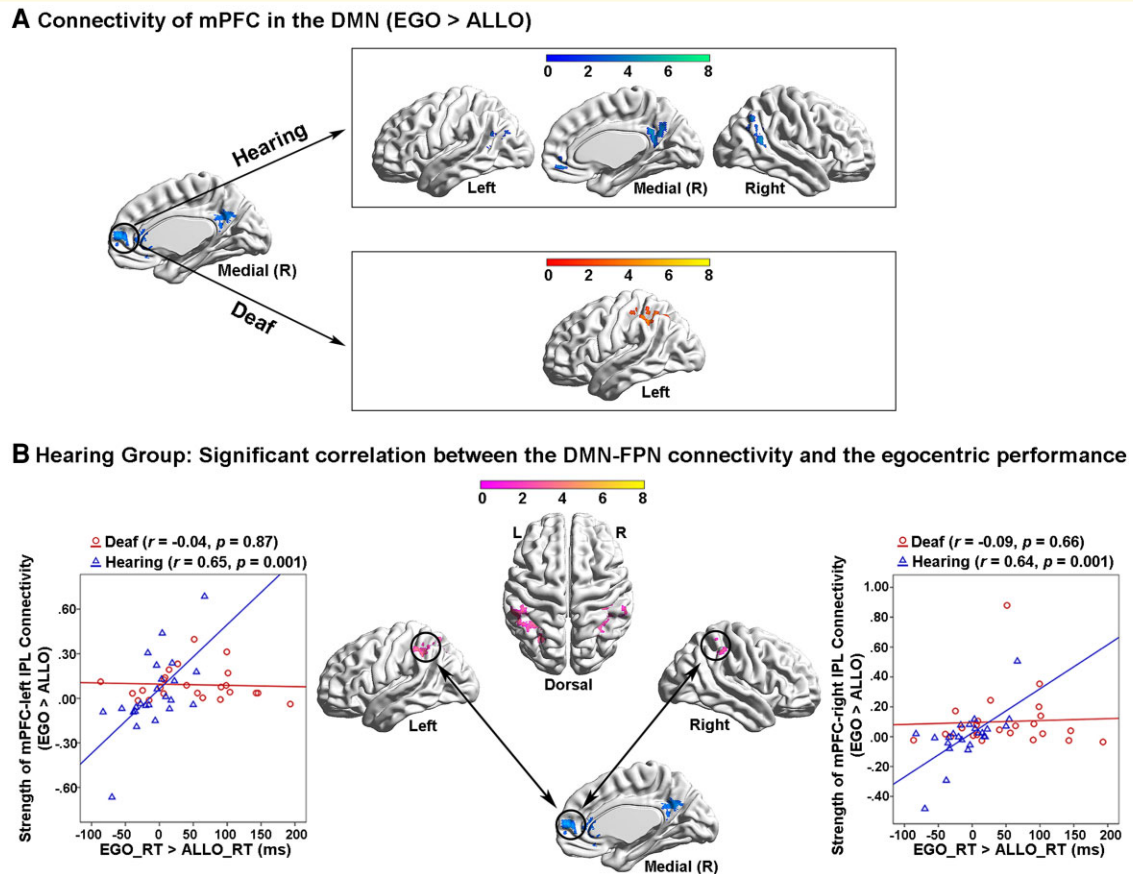 A Connectivity of mPFC in the DMN (EGO > ALLO)
Hearing
Deaf
Medial (R)
0 2 4 6 8
Left Medial (R) Right
0 2 4 6 8
Left
B Hearing Group: Significant correlation between the DMN-FPN connectivity and the egocentric performance
Deaf (r = -0.04, p = 0.87)
Hearing (r = 0.65, p = 0.001)
Strength of mPFC-left IPL Connectivity
(EGO > ALLO)
.60
.30
.00
-.30
-.60
-100 -50 0 50 100 150 200
EGO_RT > ALLO_RT (ms)
0 2 4 6 8
L R
Dorsal
Left
Right
Medial (R)
Deaf (r = -0.09, p = 0.66)
Hearing (r = 0.64, p = 0.001)
Strength of mPFC-right IPL Connectivity
(EGO > ALLO)
1.00
.80
.60
.40
.20
.00
-.20
-.40
-100 -50 0 50 100 150 200
EGO_RT > ALLO_RT (ms)